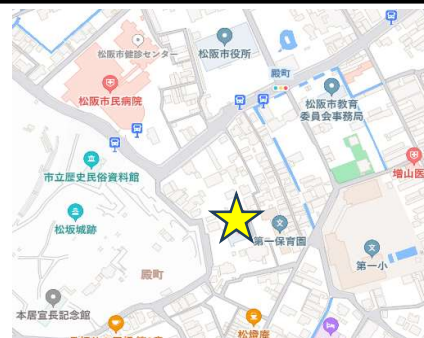 松阪市健診センター
松阪市役所
殿町
松阪市民病院
松阪市教育
委員会事務局
市立歴史民俗資料館
増山医
松坂城跡
第一保育園
第一小
殿町
本居宣長記念館
松燈庵